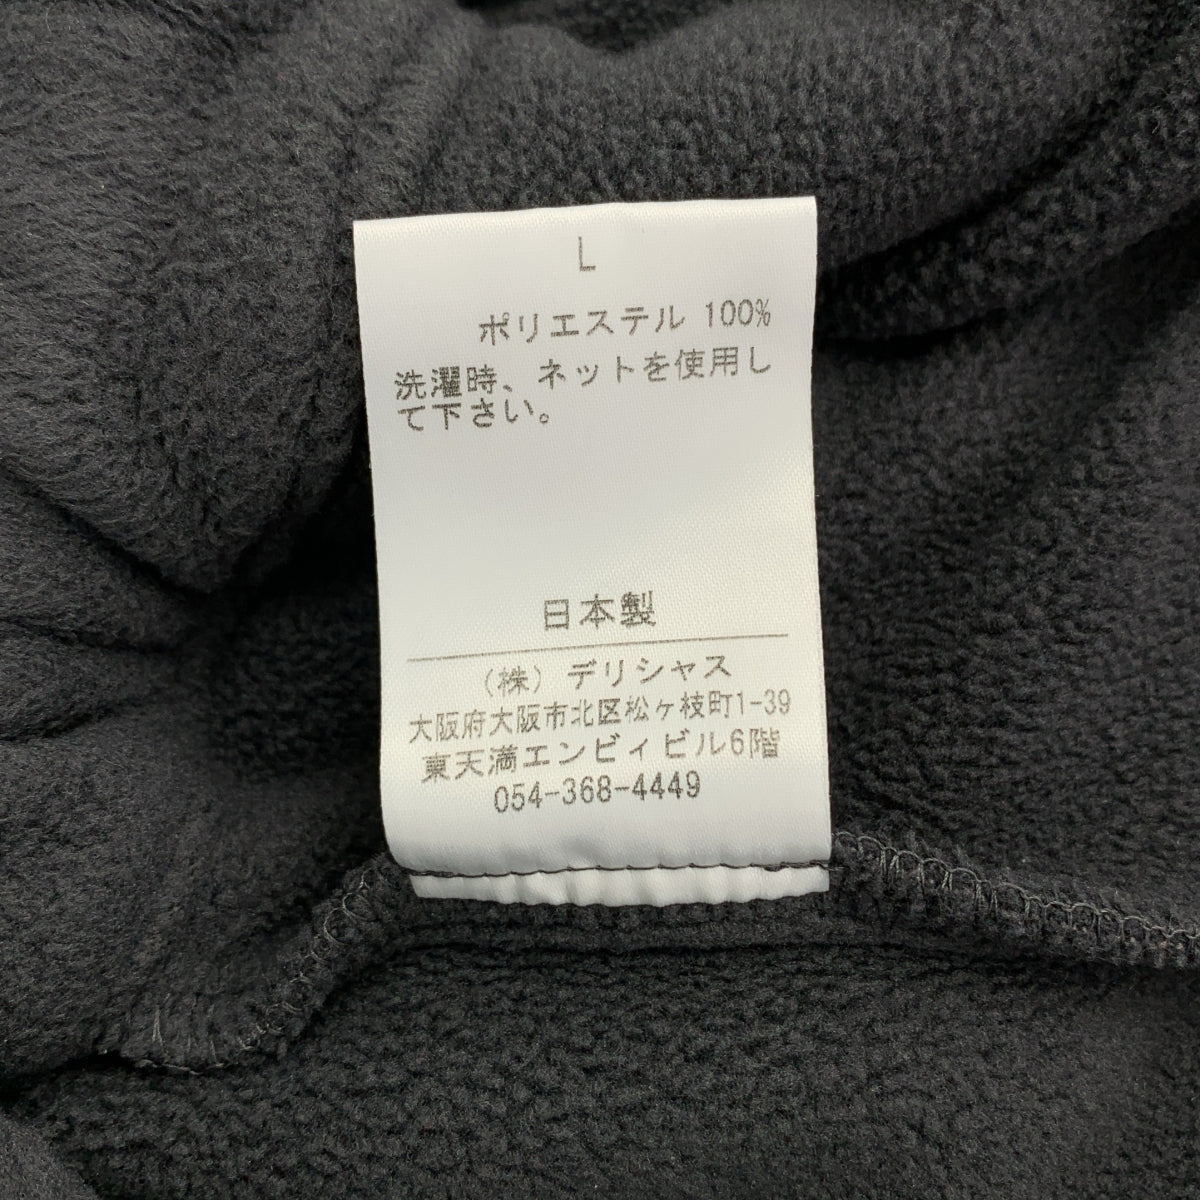 L
ポリエステル 100%
洗濯時、ネットを使用し
て下さい。
日本製
（株）デリシャス
大阪府大阪市北区松ヶ枝町1-39
東天満エンビィビル6階
054-368-4449